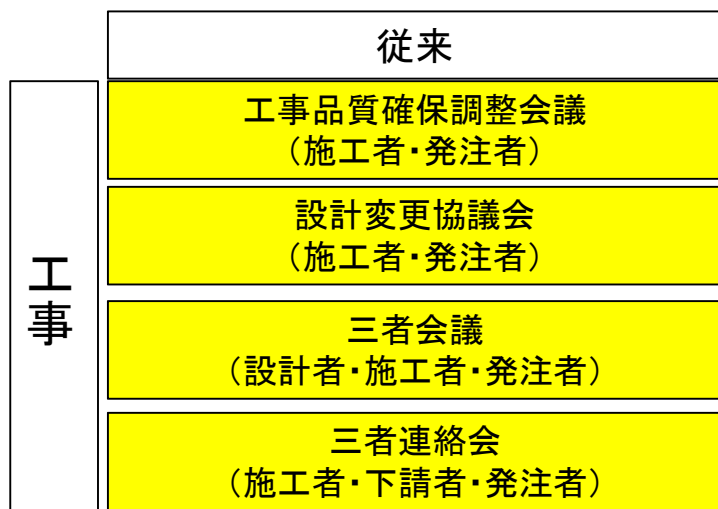 従来
工事
工事品質確保調整会議
（施工者・発注者）
設計変更協議会
（施工者・発注者）
三者会議
（設計者・施工者・発注者）
三者連絡会
（施工者・下請者・発注者）